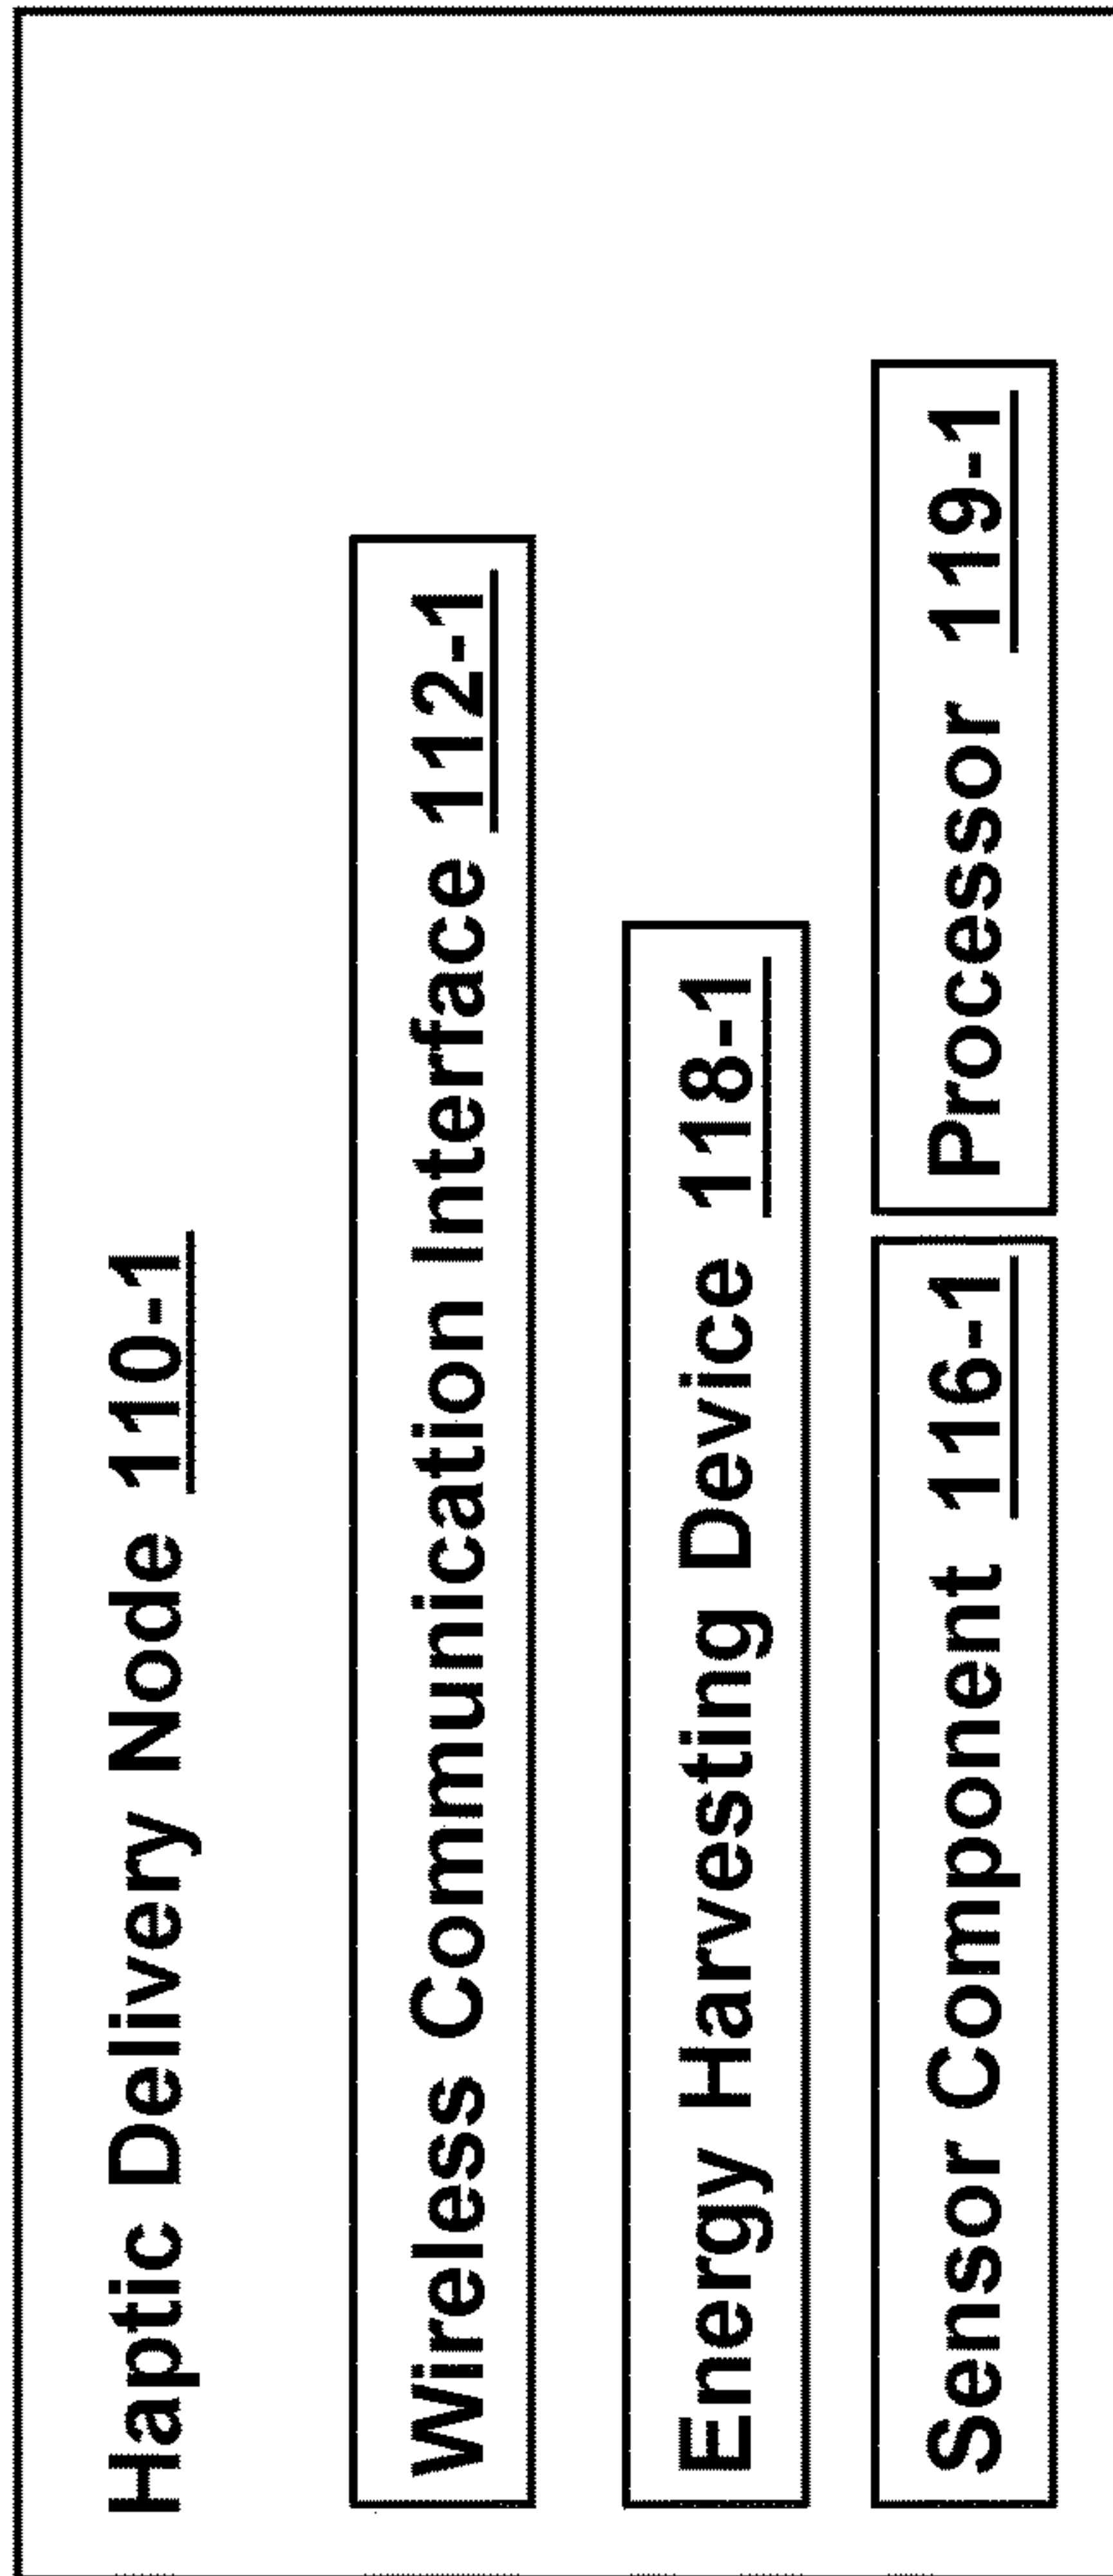 Haptic Delivery Node 110-1
Wireless Communication Interface 112-1
Energy Harvesting Device 118-1
Sensor Component 116-1 Processor 119-1